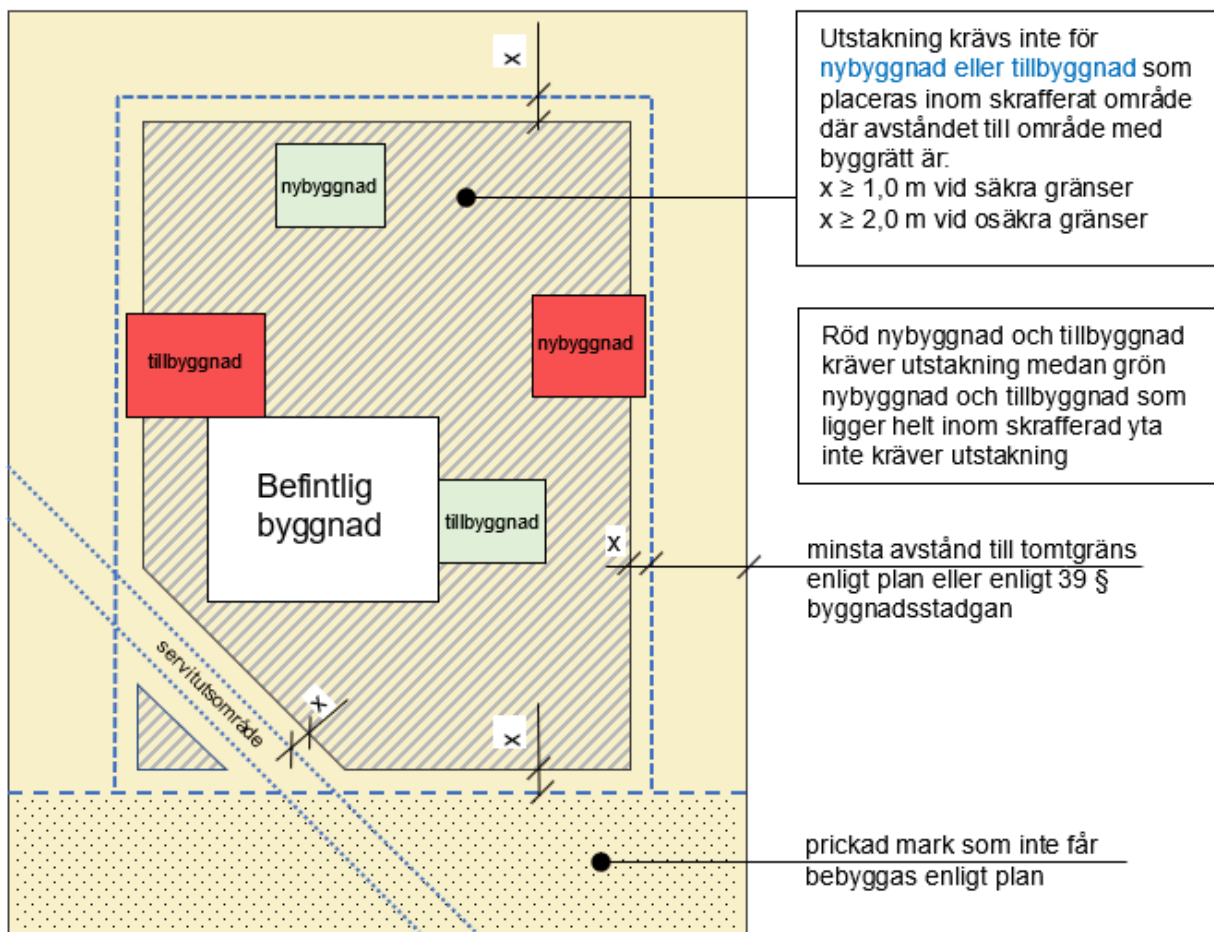 x
Utstakning krävs inte för
nybyggnad eller tillbyggnad som
placeras inom skrafferat område
där avståndet till område med
byggrätt är:
x ≥ 1,0 m vid säkra gränser
x ≥ 2,0 m vid osäkra gränser
nybyggnad
tillbyggnad
nybyggnad
Röd nybyggnad och tillbyggnad
kräver utstakning medan grön
nybyggnad och tillbyggnad som
ligger helt inom skrafferad yta
inte kräver utstakning
Befintlig
byggnad
tillbyggnad
x
minsta avstånd till tomtgräns
enligt plan eller enligt 39 §
byggnadsstadgan
servitutsområde
x
x
prickad mark som inte får
bebyggas enligt plan